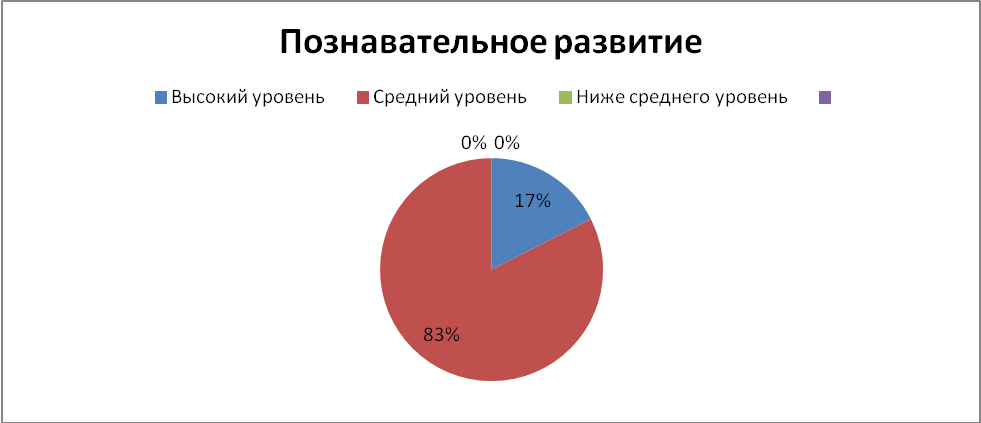 Познавательное развитие
Высокий уровень Средний уровень Ниже среднего уровень
0% 0%
17%
83%